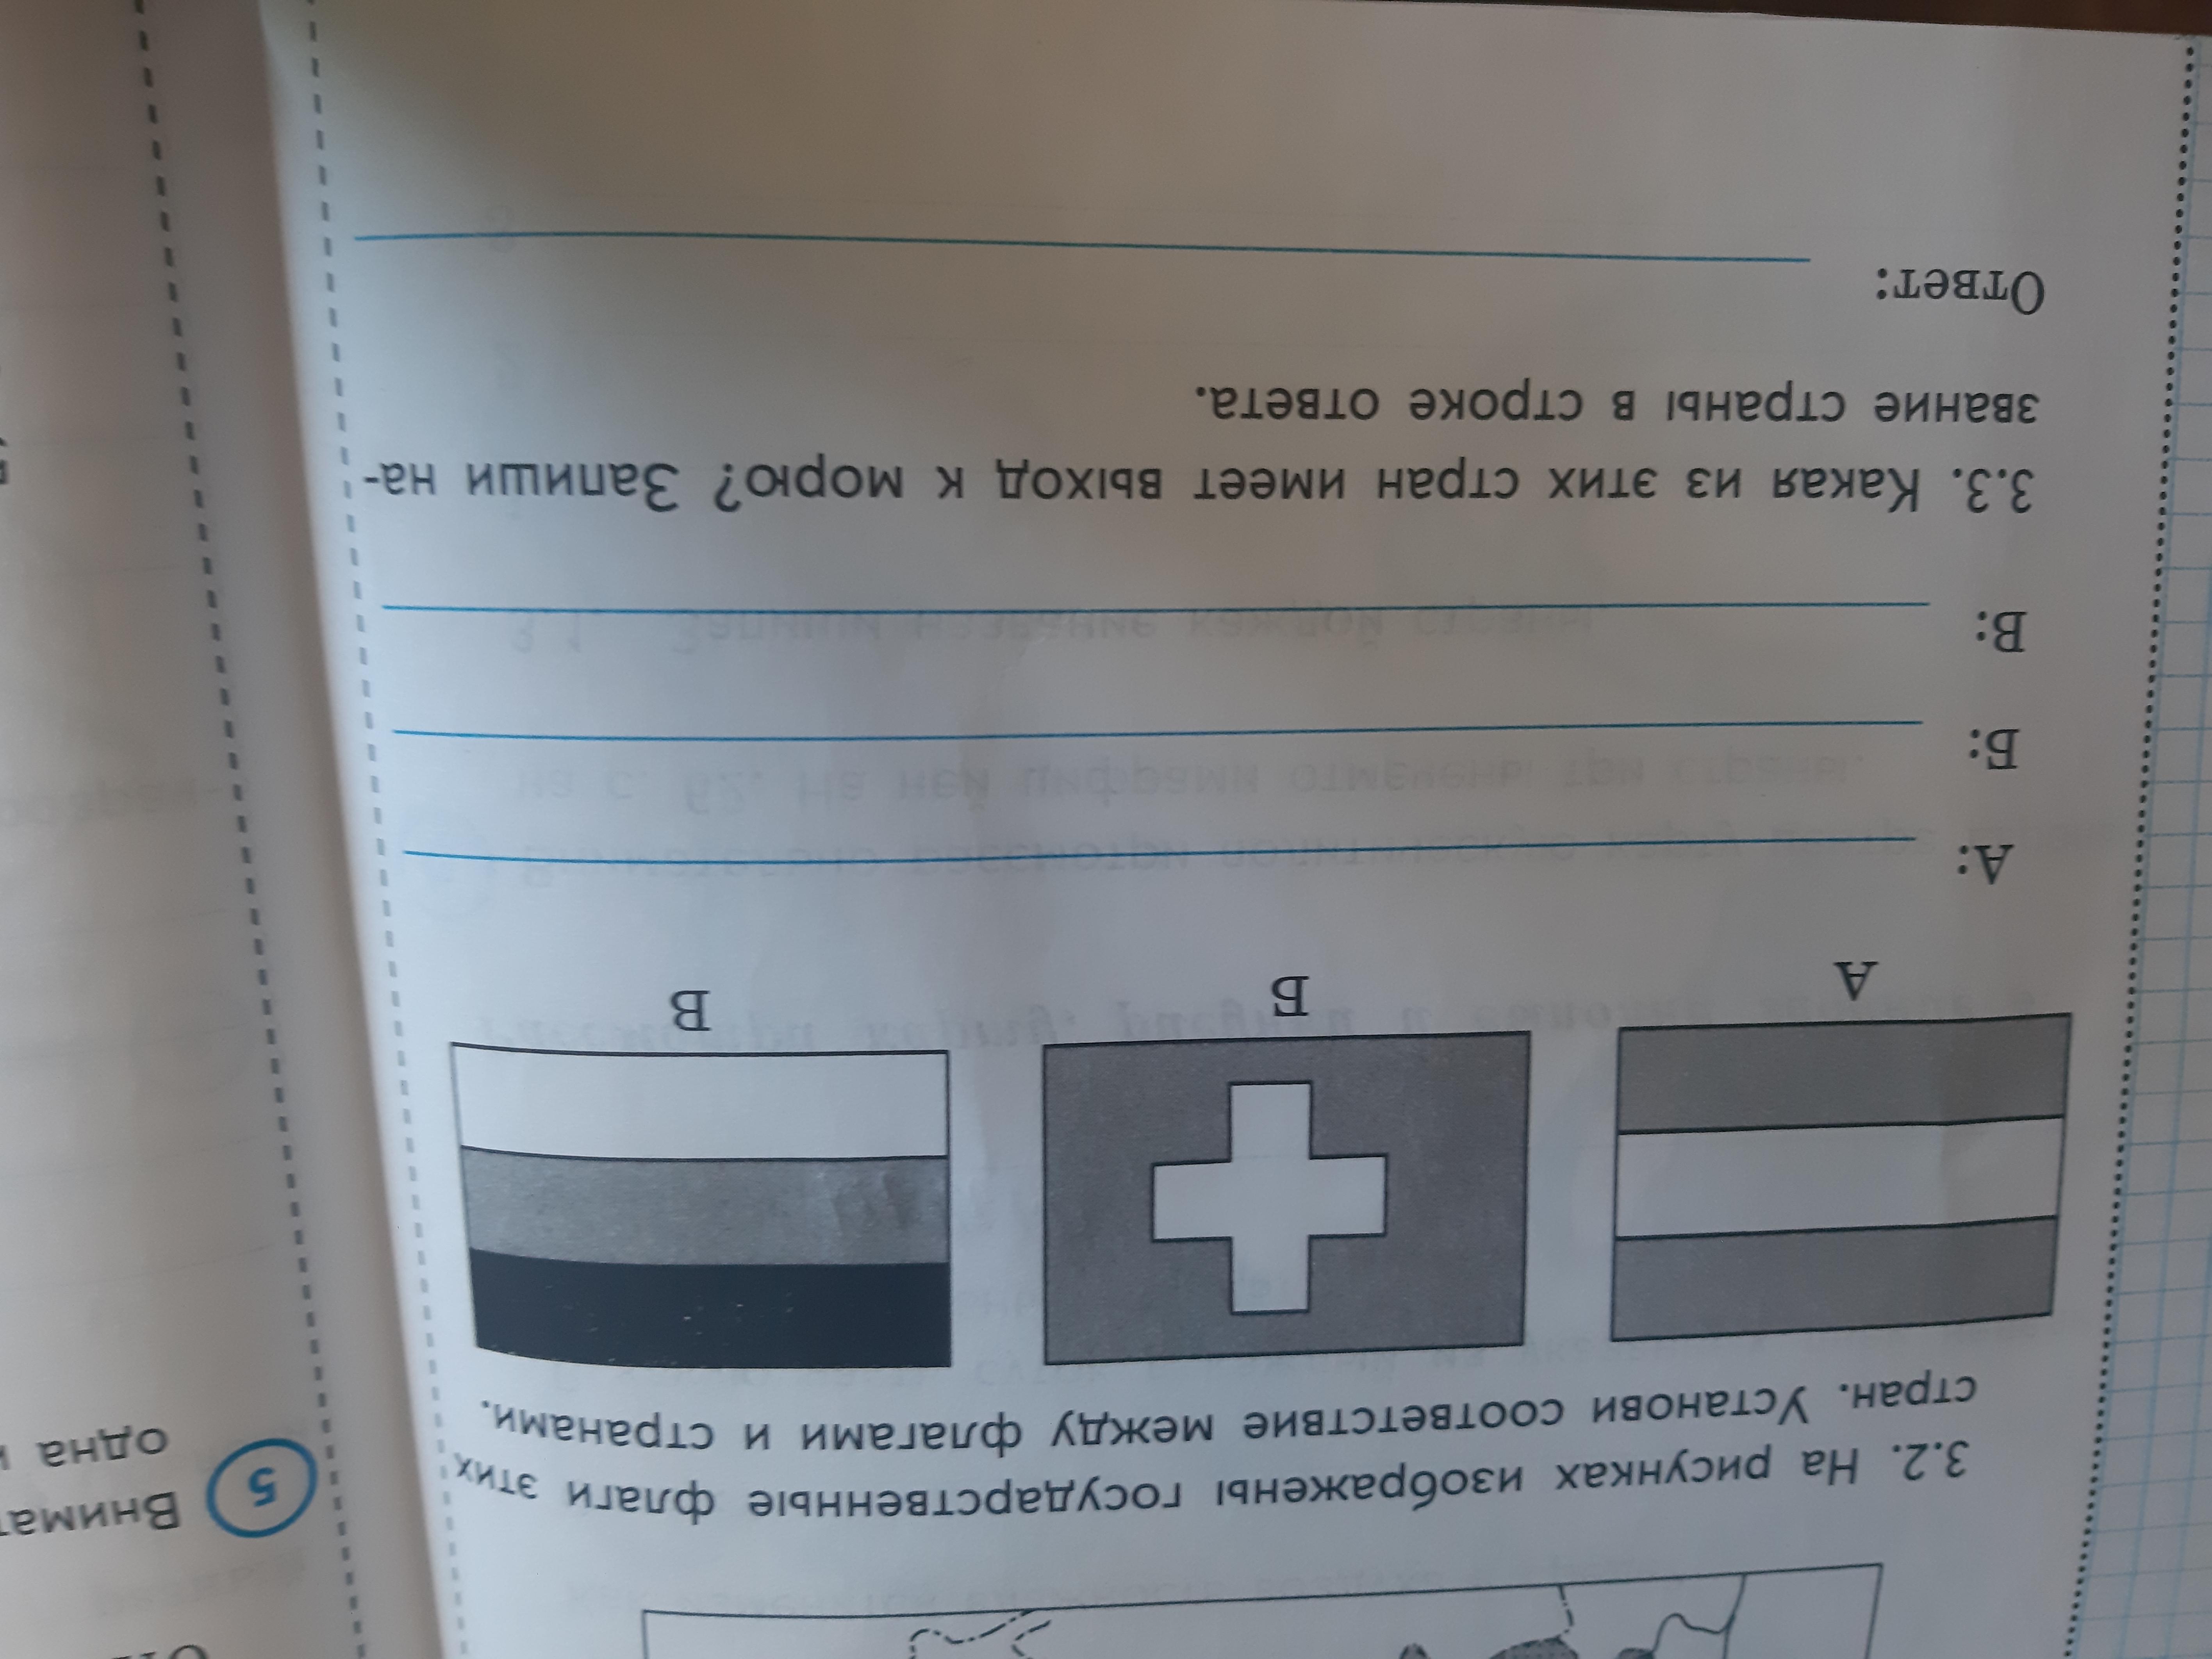 3.2. На рисунках изображены государственные флаги этих
стран. Установи соответствие между флагами и странами.
А
Б
В
А:
Б:
В:
3.3. Какая из этих стран имеет выход к морю? Запиши на-
звание страны в строке ответа.
Ответ:
5
одна